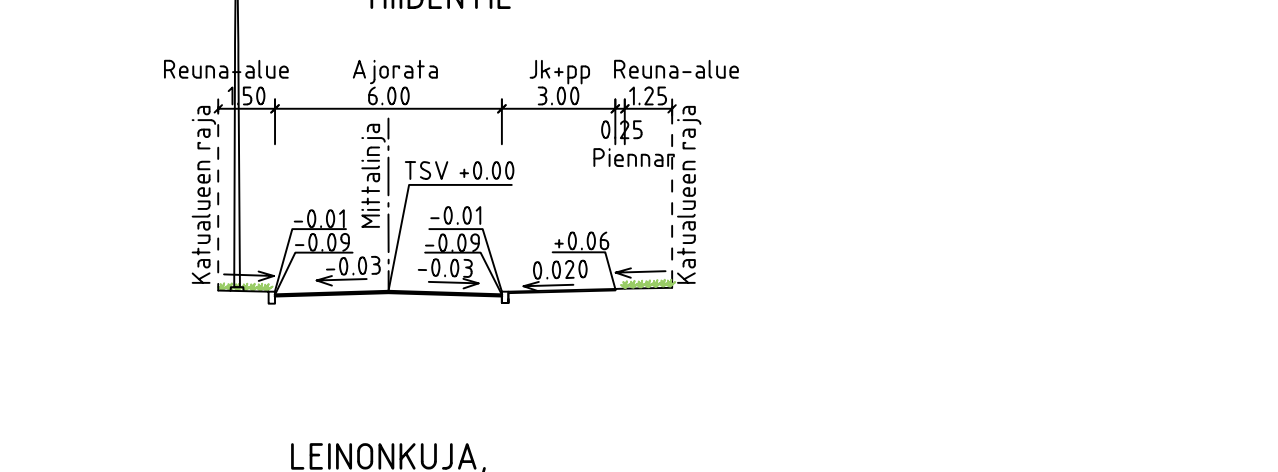 Reuna-alue Ajorata Jk+pp Reuna-alue
1.50 6.00 3.00 1.25
0.25
Piennar
Katualueen raja
Mittalinja
Katualueen raja
TSV +0.00
-0.01 -0.01
-0.09 -0.09 +0.06
-0.03 -0.03 0.020
LEINONKUJA,